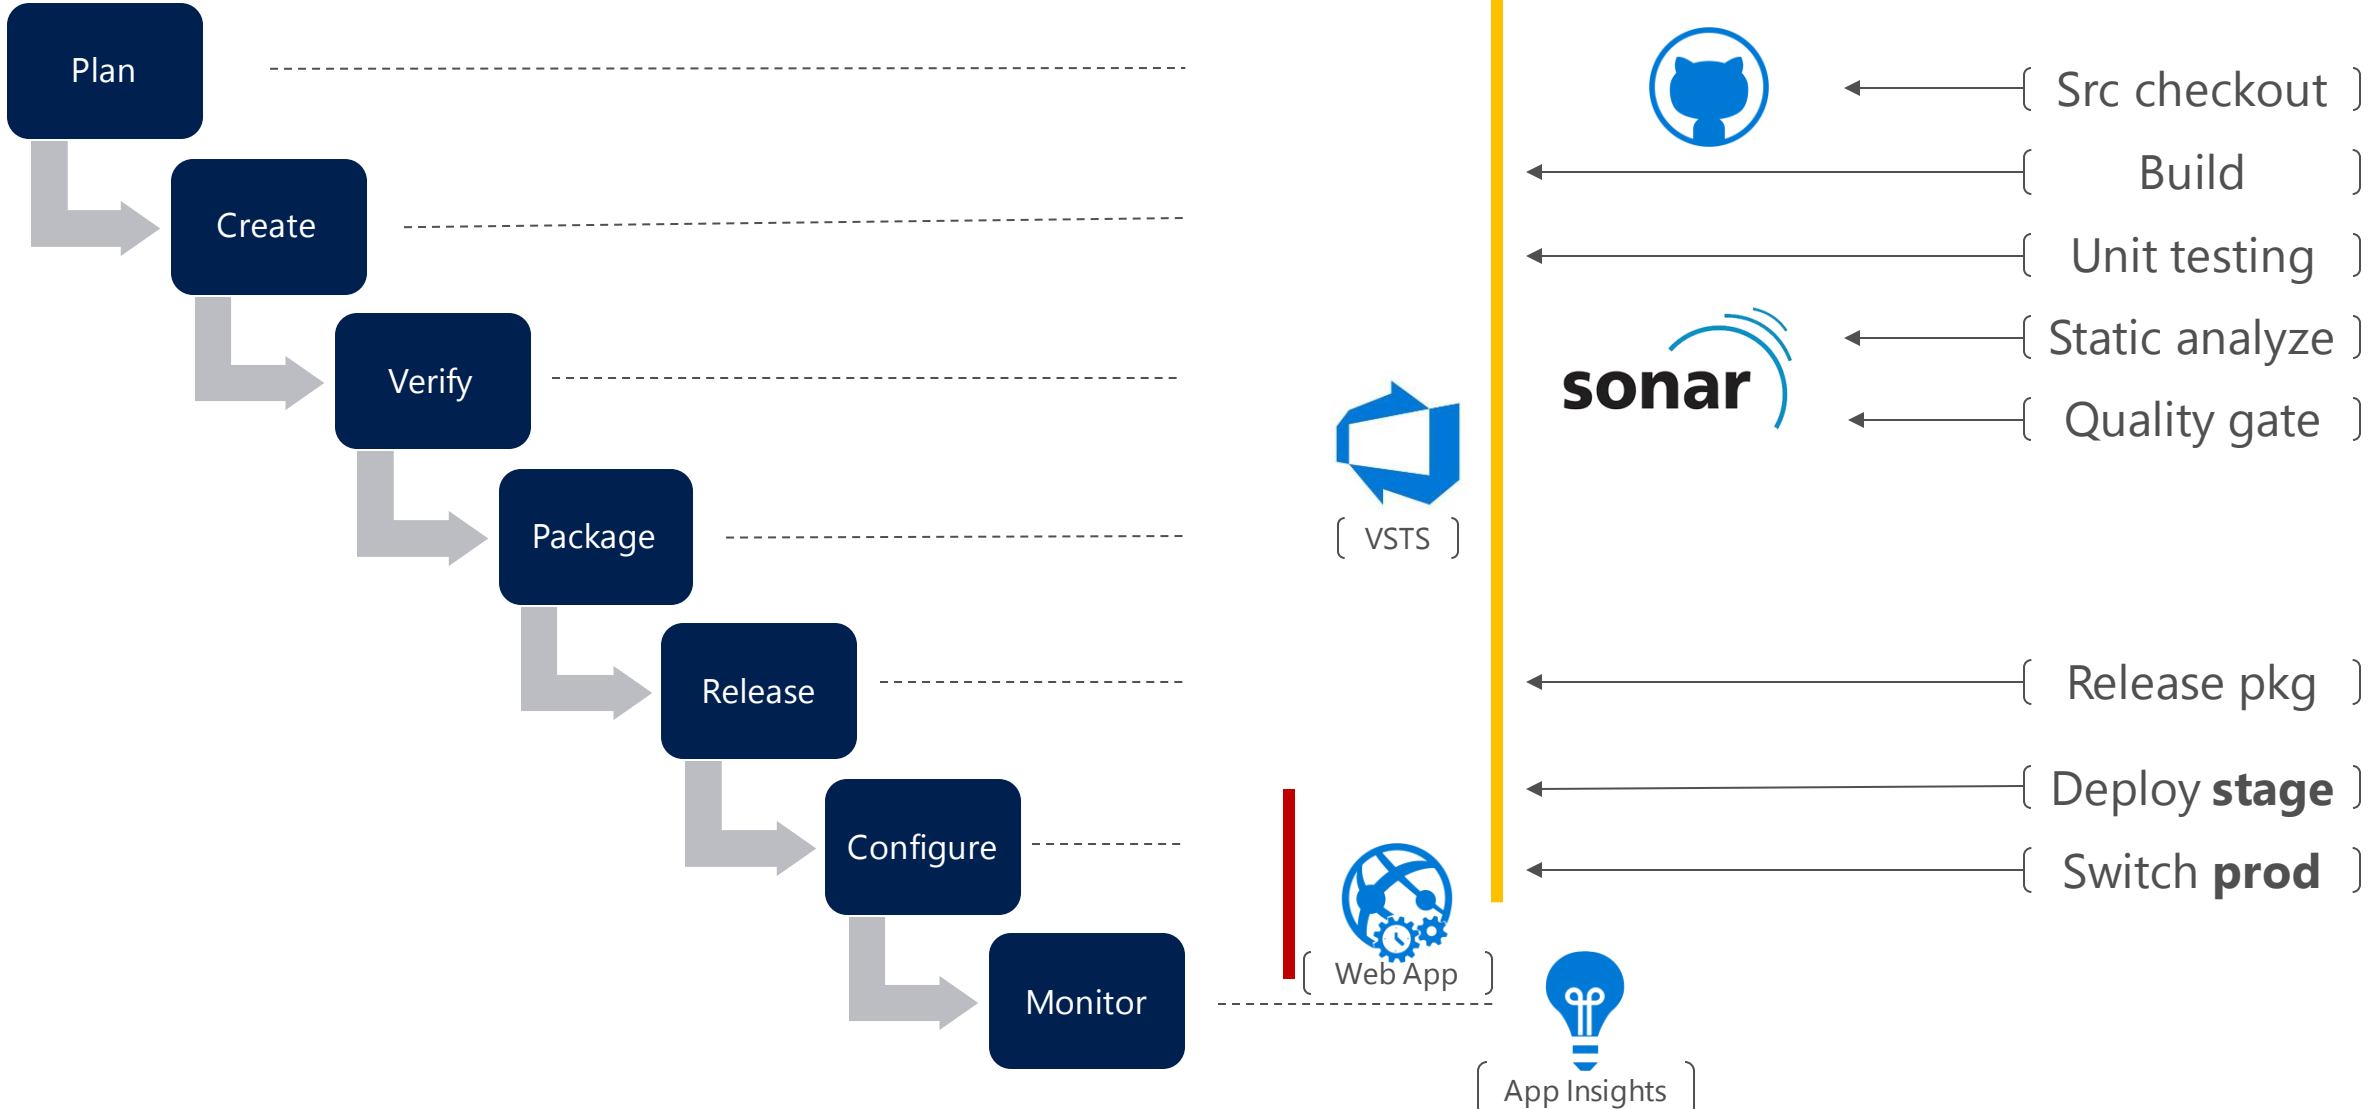 Plan
Src checkout
Build
Create
Unit testing
Static analyze
Verify
sonar
Quality gate
Package
VSTS
Release
Release pkg
Deploy stage
Configure
Switch prod
Web App
Monitor
App Insights